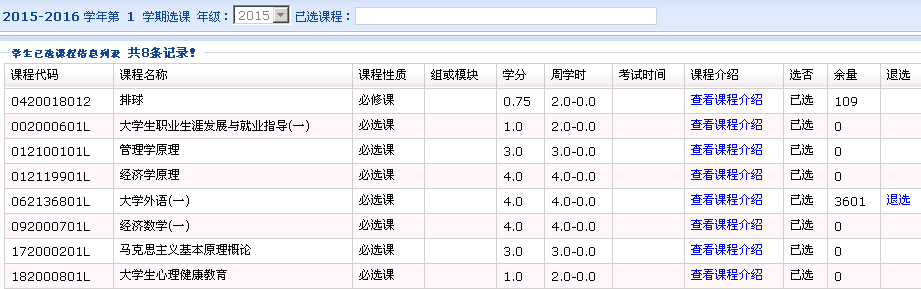 2015-2016 学年第 1 学期选课 年级：2015 已选课程：
学生已选课程信息列表 共8条记录！
课程代码 课程名称 课程性质 组或模块 学分 周学时 考试时间 课程介绍 选否 余量 退选
0420018012 排球 必修课 0.75 2.0-0.0 查看课程介绍 已选 109
002000601L 大学生职业生涯发展与就业指导(一) 必选课 1.0 2.0-0.0 查看课程介绍 已选 0
012100101L 管理学原理 必选课 3.0 3.0-0.0 查看课程介绍 已选 0
012119901L 经济学原理 必选课 4.0 4.0-0.0 查看课程介绍 已选 0
062136801L 大学外语(一) 必选课 4.0 4.0-0.0 查看课程介绍 已选 3601 退选
092000701L 经济数学(一) 必选课 4.0 4.0-0.0 查看课程介绍 已选 0
172000201L 马克思主义基本原理概论 必选课 3.0 3.0-0.0 查看课程介绍 已选 0
182000801L 大学生心理健康教育 必选课 1.0 2.0-0.0 查看课程介绍 已选 0